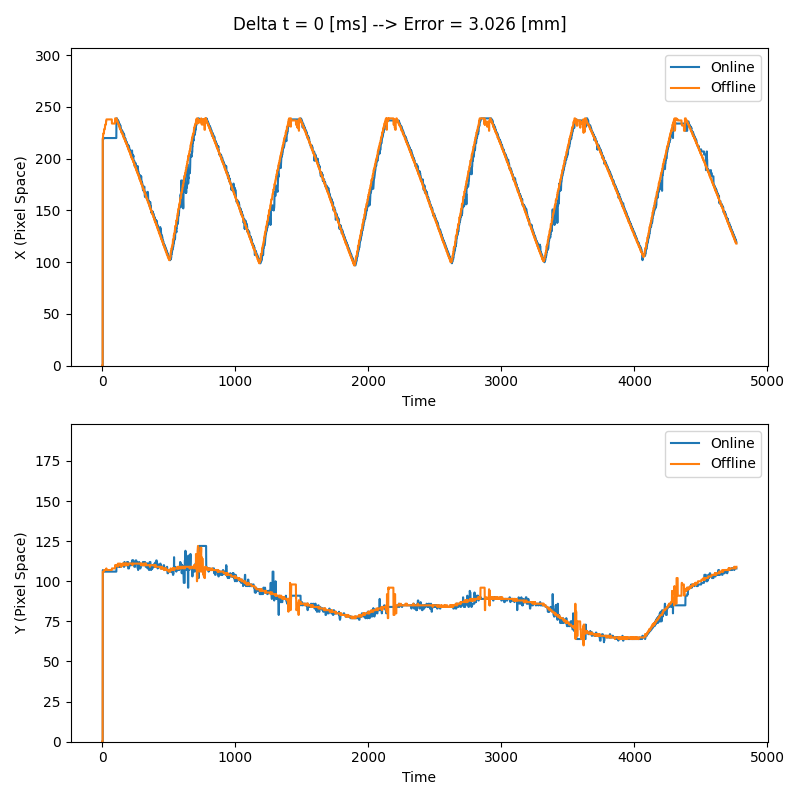 Delta t = 0 [ms] --> Error = 3.026 [mm]
300
250
200
150
100
50
0
X (Pixel Space)
Online
Offline
0 1000 2000 3000 4000 5000
Time
175
150
125
100
75
50
25
0
Y (Pixel Space)
Online
Offline
0 1000 2000 3000 4000 5000
Time